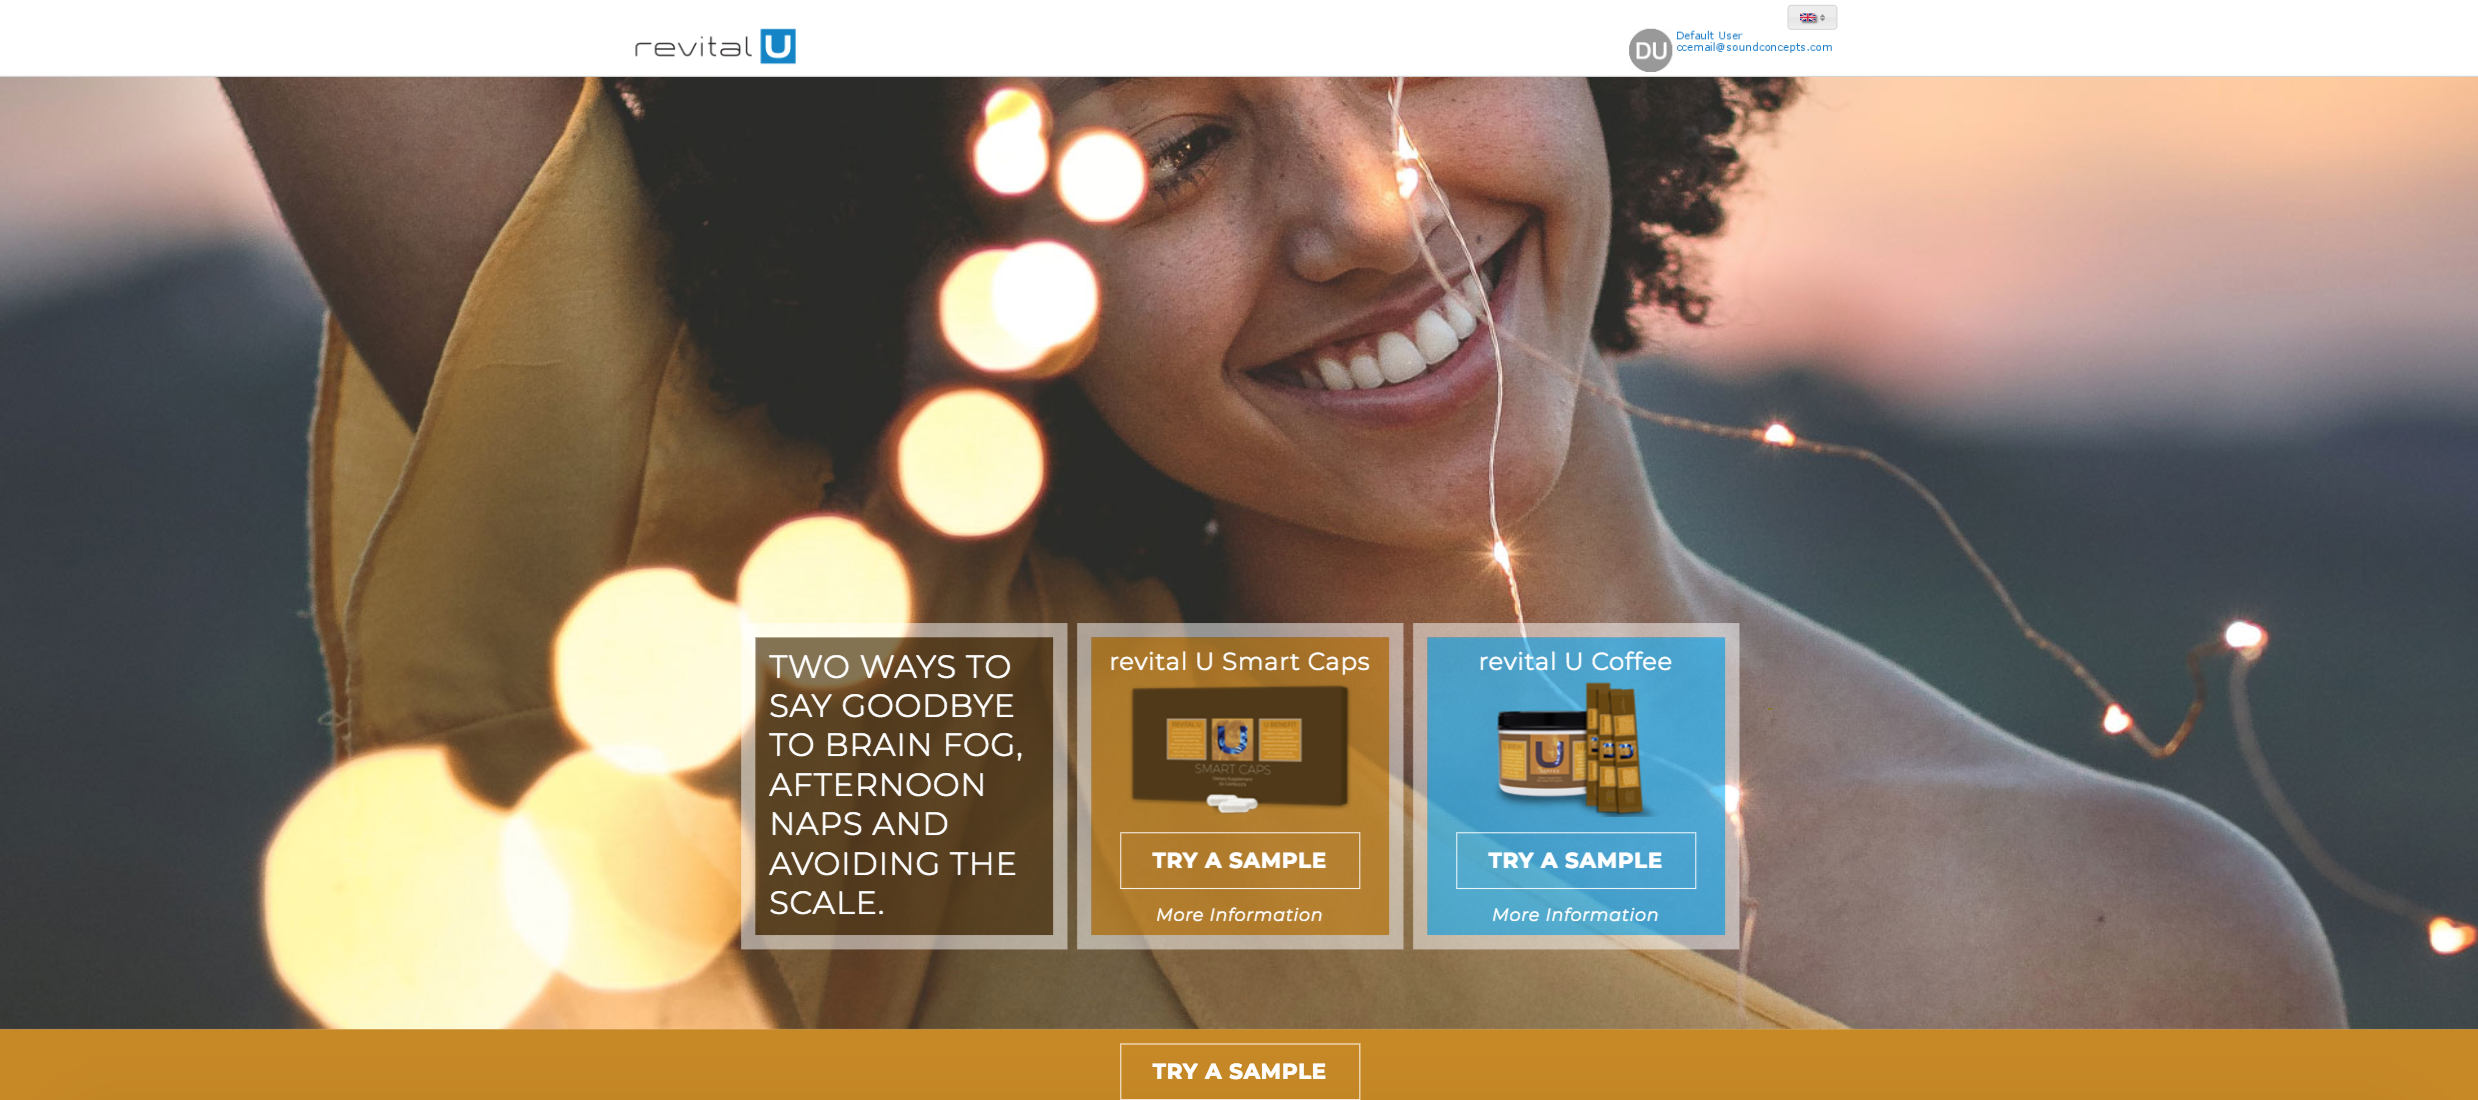 revital U
DU
Default User
ccemail@soundconcepts.com
TWO WAYS TO
SAY GOODBYE
TO BRAIN FOG,
AFTERNOON
NAPS AND
AVOIDING THE
SCALE.
revital U Smart Caps
REVITAL U
U
U BENEFIT
SMART CAPS
TRY A SAMPLE
More Information
revital U Coffee
U
TRY A SAMPLE
More Information
TRY A SAMPLE